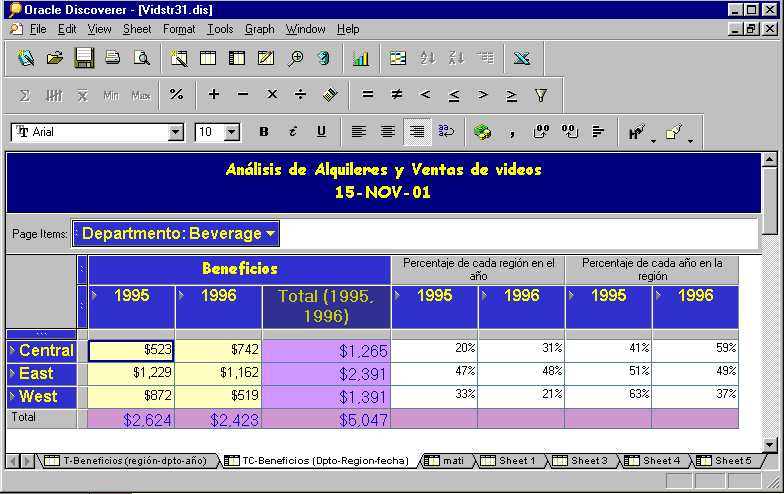 Oracle Discoverer - [Vidstr31.dis]
File Edit View Sheet Format Tools Graph Window Help
Σ x̄ Min Max % + - × ÷ = ≠ < ≤ > ≥
Arial 10 B i U
Análisis de Alquileres y Ventas de videos
15-NOV-01
Page Items: Departmento: Beverage
Beneficios Porcentaje de cada región en el año Porcentaje de cada año en la región
1995 1996 Total (1995, 1996) 1995 1996 1995 1996
Central $523 $742 $1,265 20% 31% 41% 59%
East $1,229 $1,162 $2,391 47% 48% 51% 49%
West $872 $519 $1,391 33% 21% 63% 37%
Total $2,624 $2,423 $5,047
T-Beneficios (región-dpto-año) TC-Beneficios (Dpto-Region-fecha) mati Sheet 1 Sheet 3 Sheet 4 Sheet 5